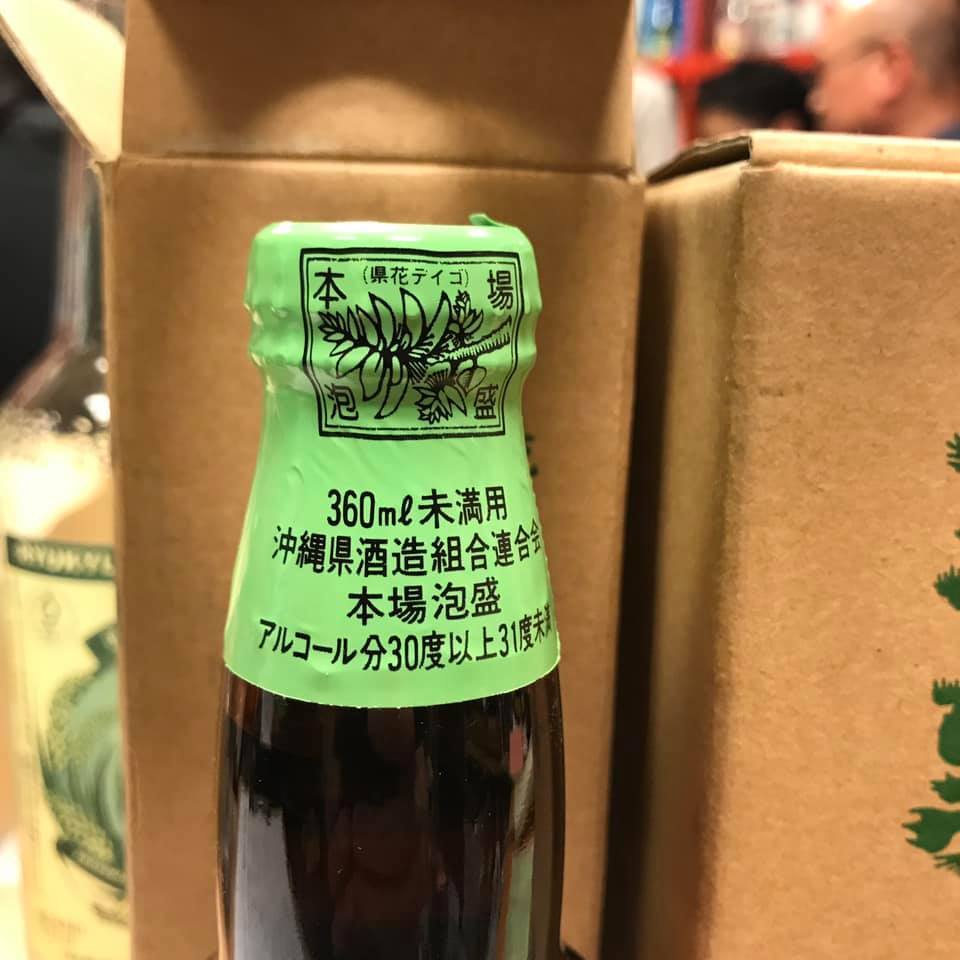 本 (県花デイゴ) 場
泡 盛
360mℓ未満用
沖縄県酒造組合連合会
本場泡盛
アルコール分30度以上31度未満